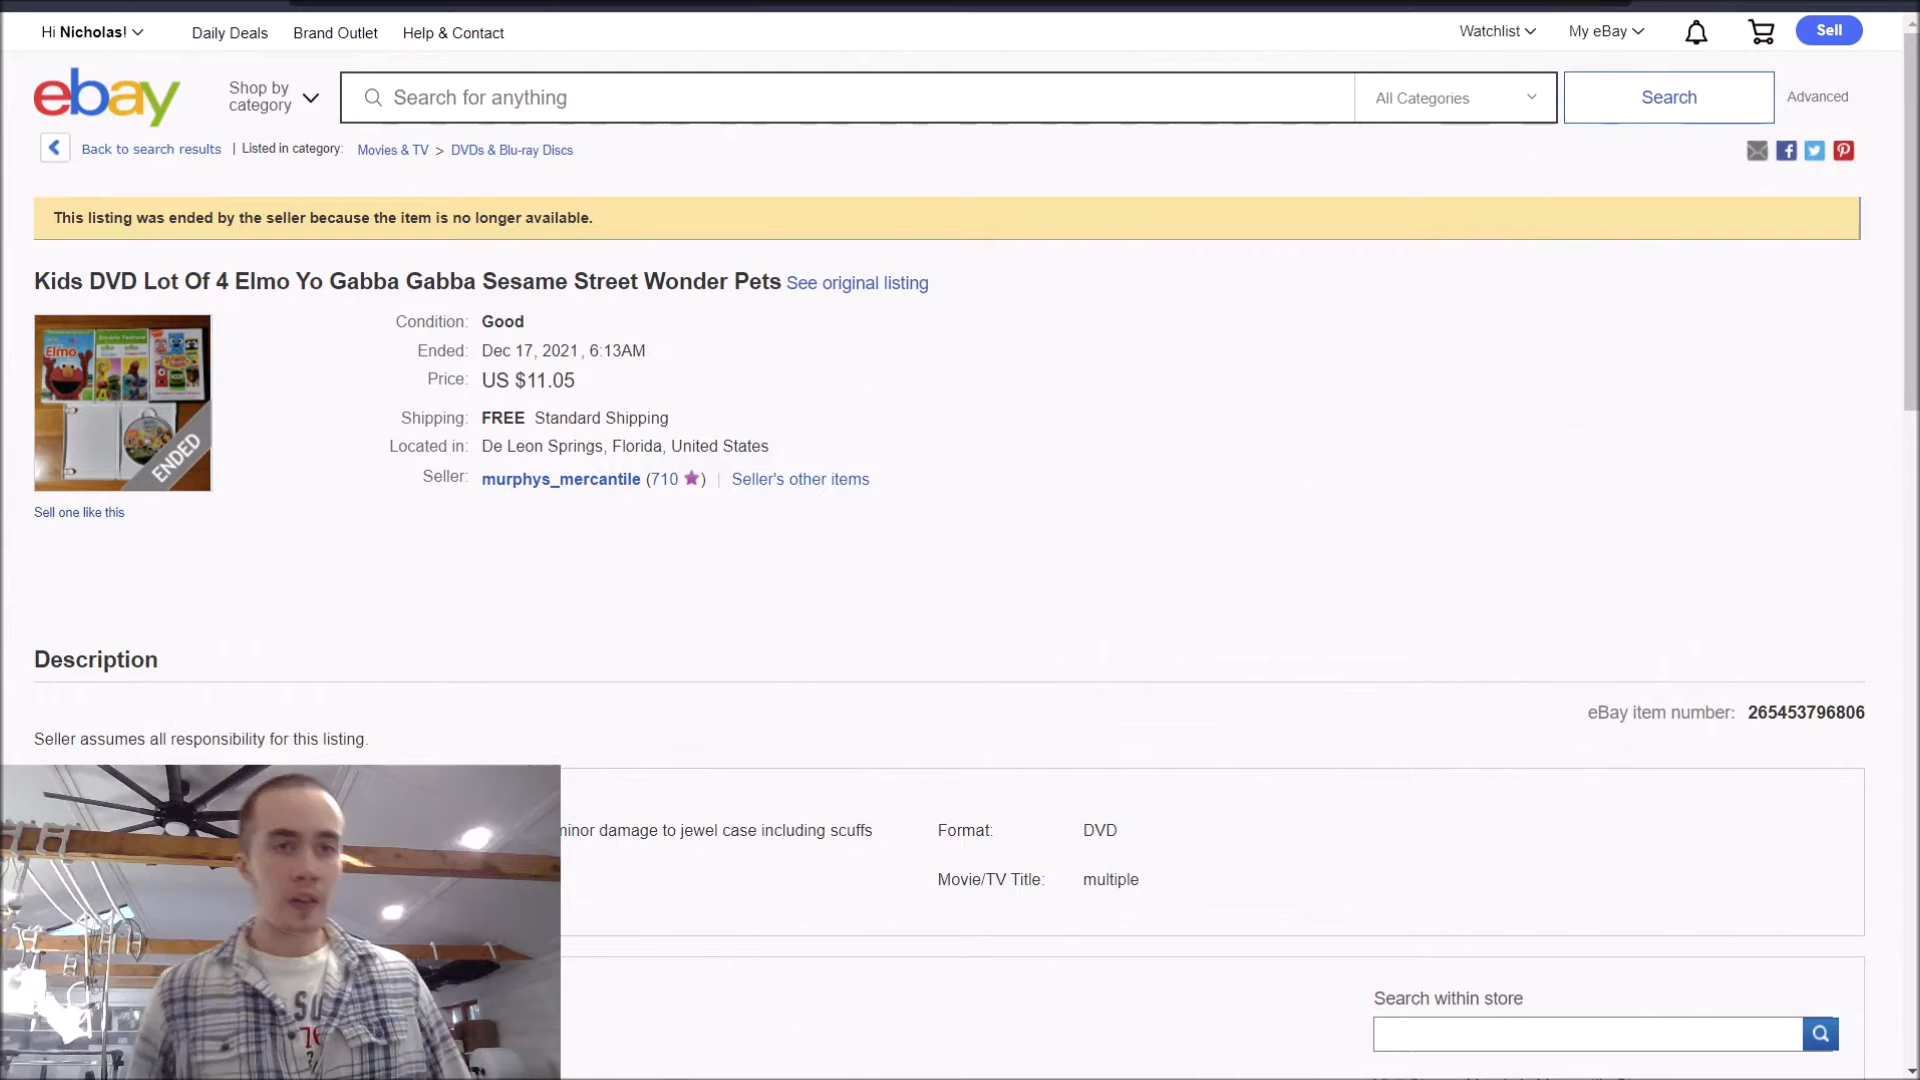 Hi Nicholas!
Daily Deals
Brand Outlet
Help & Contact
Watchlist
My eBay
Sell
ebay
Shop by category
Search for anything
All Categories
Search
Advanced
Back to search results | Listed in category: Movies & TV > DVDs & Blu-ray Discs
This listing was ended by the seller because the item is no longer available.
Kids DVD Lot Of 4 Elmo Yo Gabba Gabba Sesame Street Wonder Pets See original listing
Elmo
Double Feature
ENDED
Sell one like this
Condition: Good
Ended: Dec 17, 2021, 6:13AM
Price: US $11.05
Shipping: FREE Standard Shipping
Located in: De Leon Springs, Florida, United States
Seller: murphys_mercantile (710) | Seller's other items
Description
eBay item number: 265453796806
Seller assumes all responsibility for this listing.
minor damage to jewel case including scuffs
Format: DVD
Movie/TV Title: multiple
76
Search within store